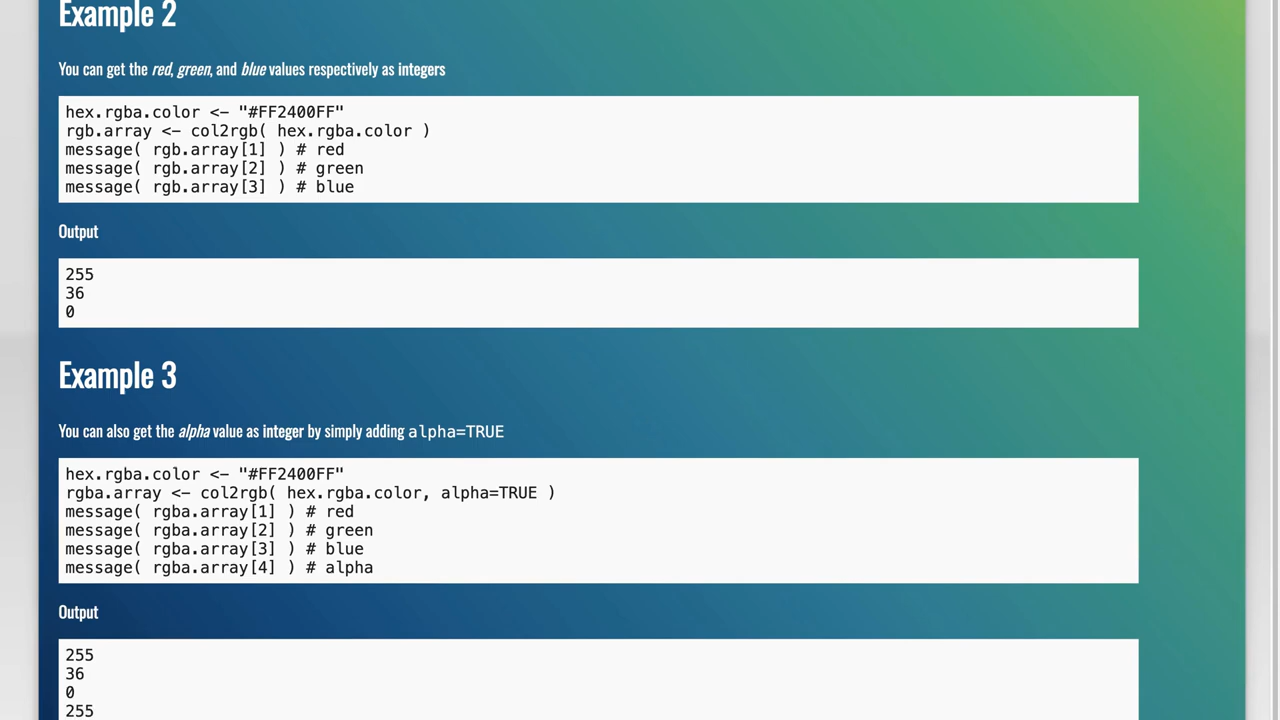 Example 2
You can get the red, green, and blue values respectively as integers
hex.rgba.color <- "#FF2400FF"
rgb.array <- col2rgb( hex.rgba.color )
message( rgb.array[1] ) # red
message( rgb.array[2] ) # green
message( rgb.array[3] ) # blue
Output
255
36
0
Example 3
You can also get the alpha value as integer by simply adding alpha=TRUE
hex.rgba.color <- "#FF2400FF"
rgba.array <- col2rgb( hex.rgba.color, alpha=TRUE )
message( rgba.array[1] ) # red
message( rgba.array[2] ) # green
message( rgba.array[3] ) # blue
message( rgba.array[4] ) # alpha
Output
255
36
0
255